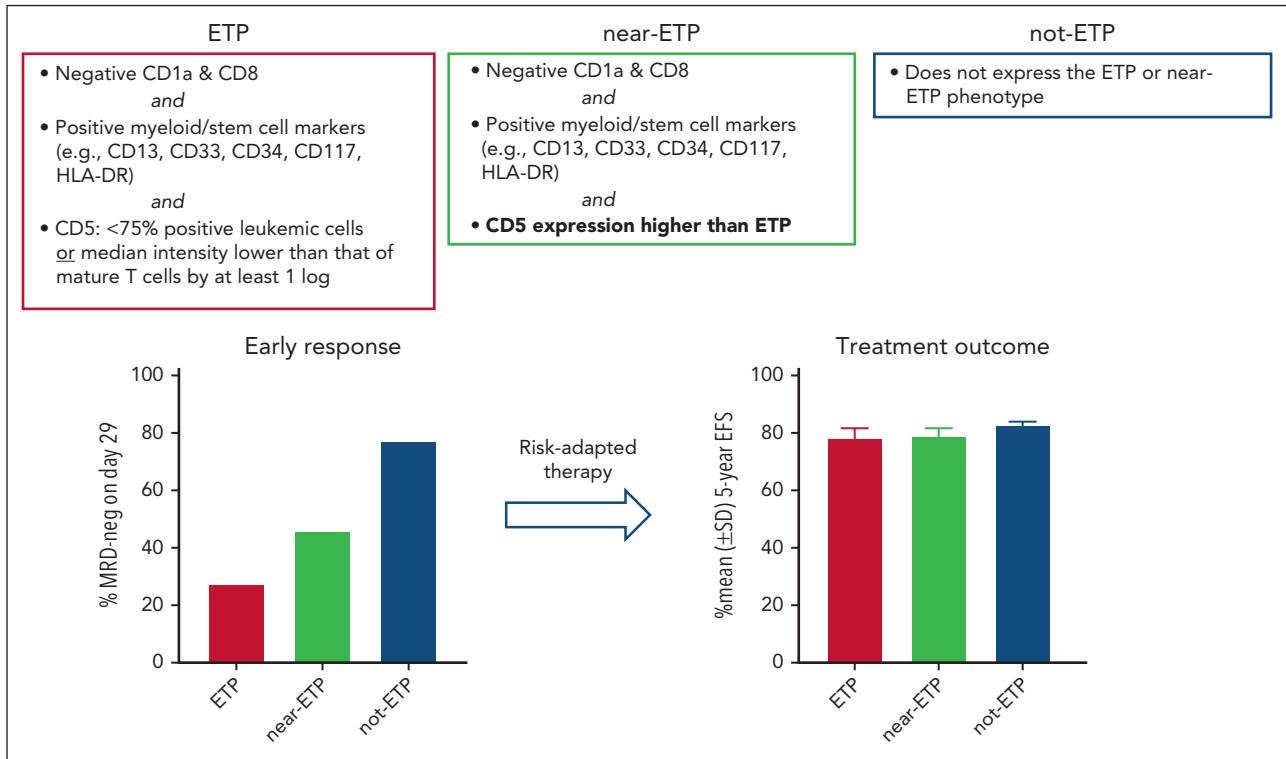 ETP
• Negative CD1a & CD8
and
• Positive myeloid/stem cell markers
(e.g., CD13, CD33, CD34, CD117,
HLA-DR)
and
• CD5: <75% positive leukemic cells
or median intensity lower than that of
mature T cells by at least 1 log
near-ETP
• Negative CD1a & CD8
and
• Positive myeloid/stem cell markers
(e.g., CD13, CD33, CD34, CD117,
HLA-DR)
and
• CD5 expression higher than ETP
not-ETP
• Does not express the ETP or near-
ETP phenotype
Early response
% MRD-neg on day 29
100
80
60
40
20
0
ETP
near-ETP
not-ETP
Risk-adapted
therapy
Treatment outcome
%mean (±SD) 5-year EFS
100
80
60
40
20
0
ETP
near-ETP
not-ETP